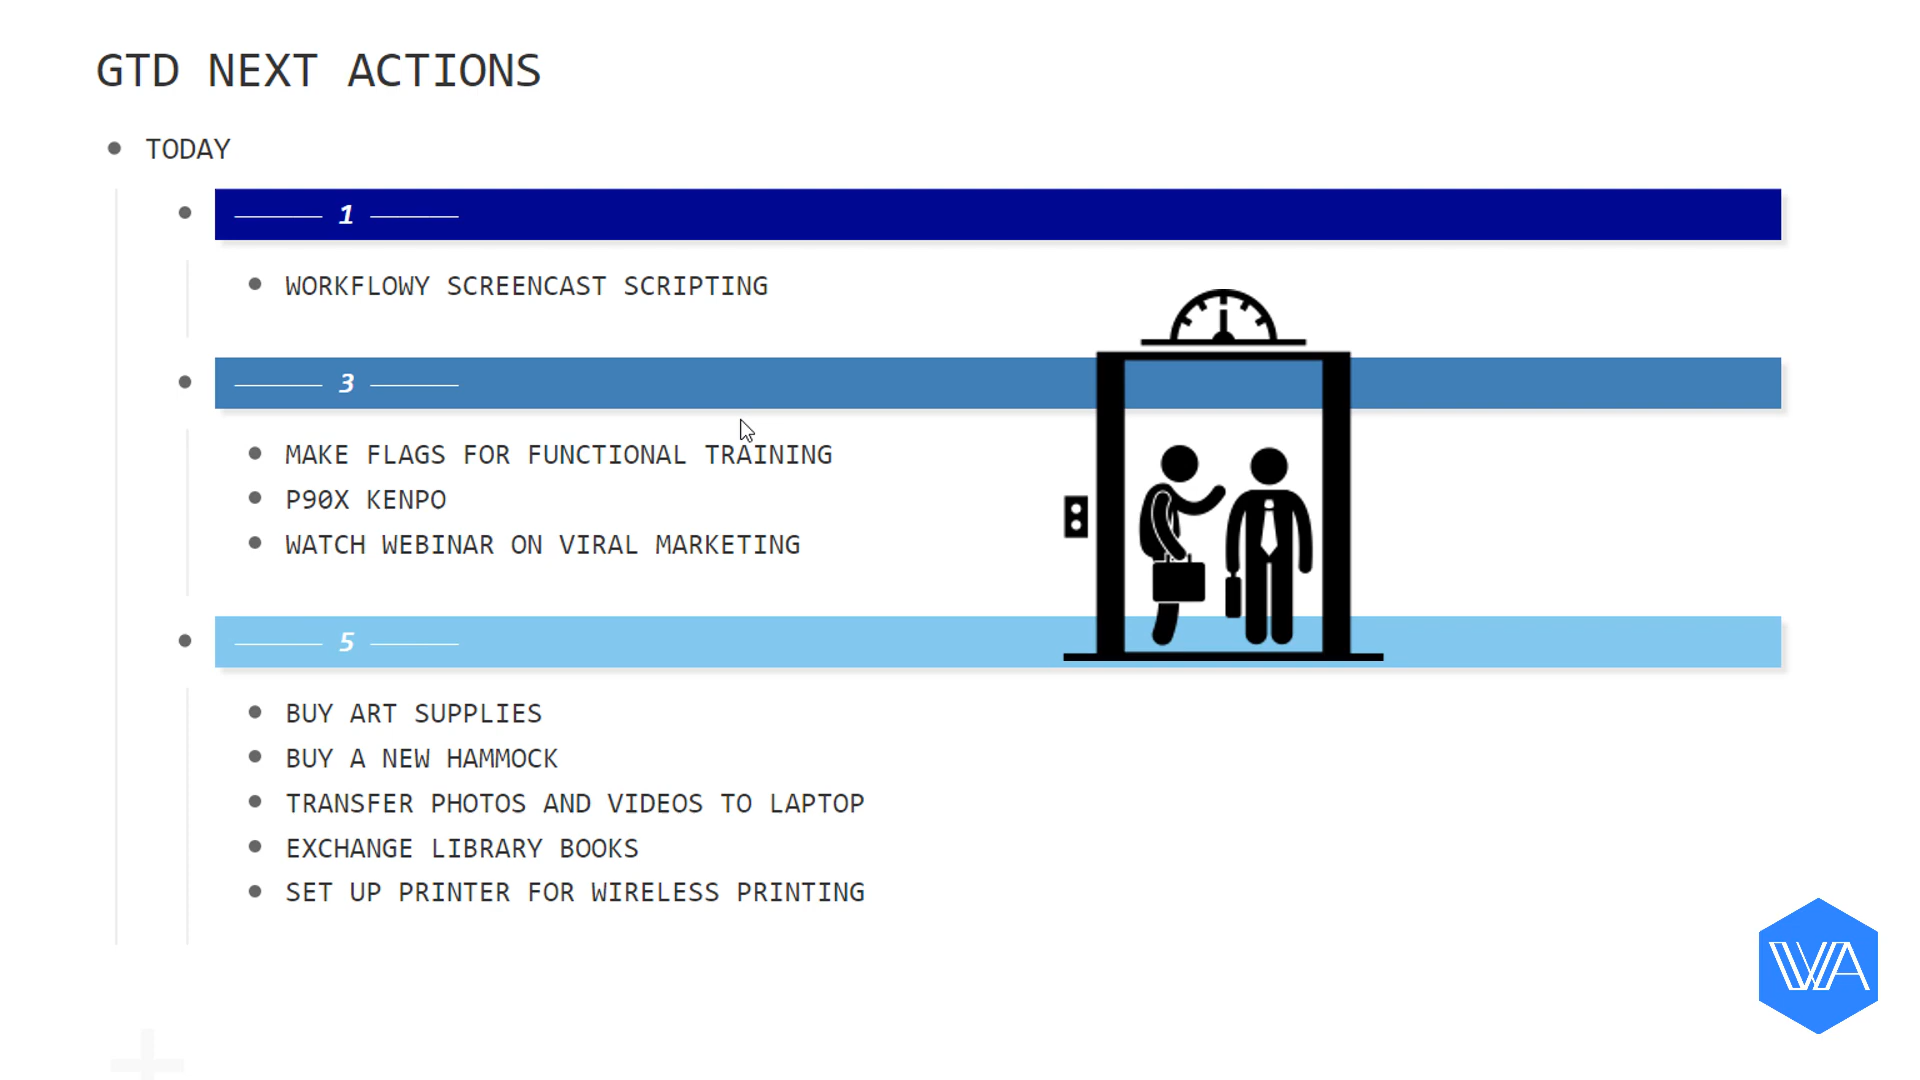 GTD NEXT ACTIONS
TODAY
1
WORKFLOWY SCREENCAST SCRIPTING
3
MAKE FLAGS FOR FUNCTIONAL TRAINING
P90X KENPO
WATCH WEBINAR ON VIRAL MARKETING
5
BUY ART SUPPLIES
BUY A NEW HAMMOCK
TRANSFER PHOTOS AND VIDEOS TO LAPTOP
EXCHANGE LIBRARY BOOKS
SET UP PRINTER FOR WIRELESS PRINTING
WA